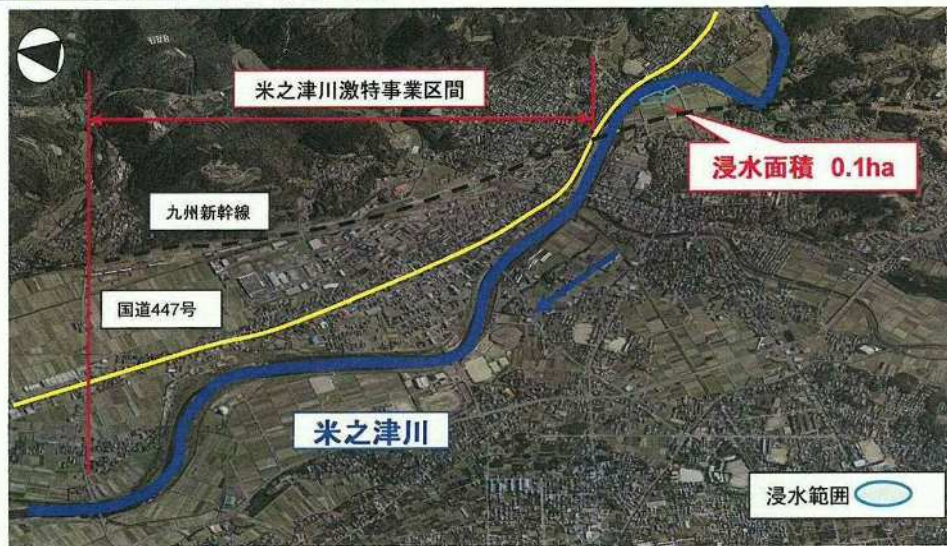 米之津川激特事業区間
浸水面積 0.1ha
九州新幹線
国道447号
米之津川
浸水範囲